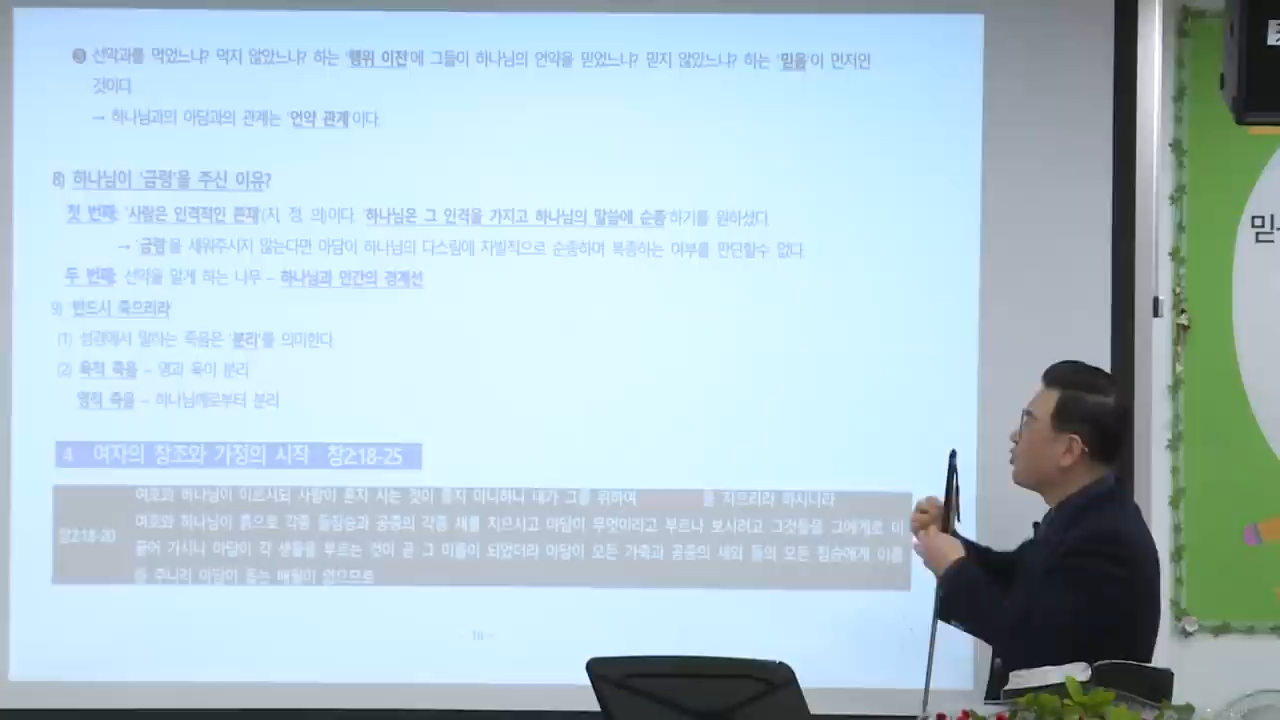 ❸ 선악과를 먹었느냐? 먹지 않았느냐? 하는 '행위 이전'에 그들이 하나님의 언약을 믿었느냐? 믿지 않았느냐? 하는 '믿음'이 먼저인
것이다
→ 하나님과의 아담과의 관계는 '언약 관계'이다
8) 하나님이 '금령'을 주신 이유?
첫 번째: '사람은 인격적인 존재'(지, 정, 의)이다. '하나님은 그 인격을 가지고 하나님의 말씀에 순종'하기를 원하셨다
→ '금령'을 세워주시지 않는다면 아담이 하나님의 다스림에 자발적으로 순종하며 복종하는 여부를 판단할수 없다
두 번째: 선악을 알게 하는 나무 – 하나님과 인간의 경계선
9) '반드시 죽으리라'
(1) 성경에서 말하는 죽음은 '분리'를 의미한다
(2) 육적 죽음 – 영과 육이 분리
영적 죽음 – 하나님께로부터 분리
4 여자의 창조와 가정의 시작 창2:18-25
여호와 하나님이 이르시되 사람이 혼자 사는 것이 좋지 아니하니 내가 그를 위하여 를 지으리라 하시니라
창2:18-20 여호와 하나님이 흙으로 각종 들짐승과 공중의 각종 새를 지으시고 아담이 무엇이라고 부르나 보시려고 그것들을 그에게로 이
끌어 가시니 아담이 각 생물을 부르는 것이 곧 그 이름이 되었더라 아담이 모든 가축과 공중의 새와 들의 모든 짐승에게 이름
을 주니라 아담이 돕는 배필이 없으므로
믿